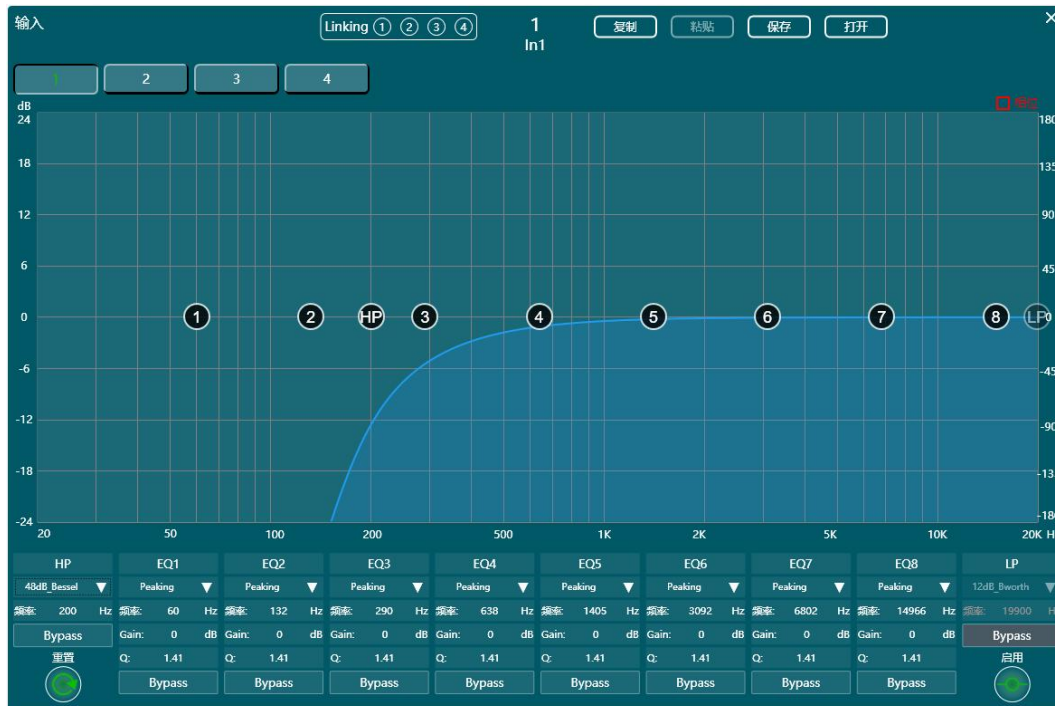 输入
Linking ① ② ③ ④
1
In1
复制 粘贴 保存 打开
1 2 3 4
dB
24 180
18 135
12 90
6 45
0 1 2 HP 3 4 5 6 7 8 LP 0
-6 -45
-12 -90
-18 -13
-24 -18
20 50 100 200 500 1K 2K 5K 10K 20K H
HP EQ1 EQ2 EQ3 EQ4 EQ5 EQ6 EQ7 EQ8 LP
48dB_Bessel Peaking Peaking Peaking Peaking Peaking Peaking Peaking Peaking 12dB_Bworth
频率: 200 Hz 频率: 60 Hz 频率: 132 Hz 频率: 290 Hz 频率: 638 Hz 频率: 1405 Hz 频率: 3092 Hz 频率: 6802 Hz 频率: 14966 Hz 频率: 19900 H
Bypass Gain: 0 dB Gain: 0 dB Gain: 0 dB Gain: 0 dB Gain: 0 dB Gain: 0 dB Gain: 0 dB Gain: 0 dB Bypass
重置 Q: 1.41 Q: 1.41 Q: 1.41 Q: 1.41 Q: 1.41 Q: 1.41 Q: 1.41 Q: 1.41 启用
Bypass Bypass Bypass Bypass Bypass Bypass Bypass Bypass